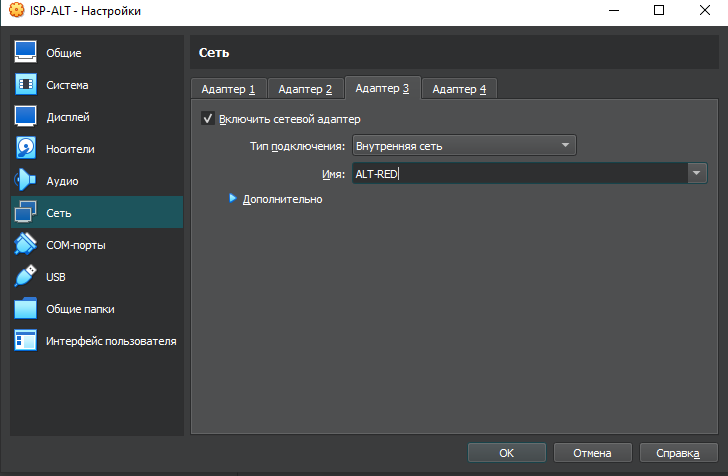 ISP-ALT - Настройки
Общие
Система
Дисплей
Носители
Аудио
Сеть
COM-порты
USB
Общие папки
Интерфейс пользователя
Сеть
Адаптер 1 Адаптер 2 Адаптер 3 Адаптер 4
Включить сетевой адаптер
Тип подключения: Внутренняя сеть
Имя: ALT-RED
Дополнительно
OK Отмена Справка